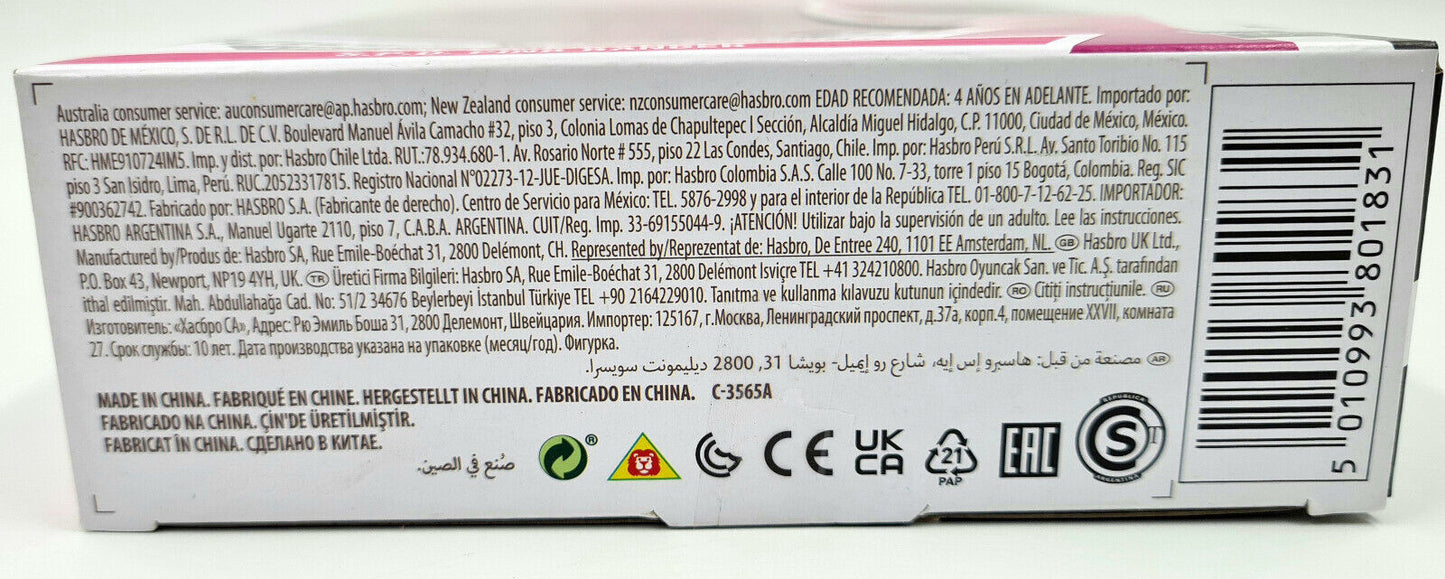 Australia consumer service: auconsumercare@ap.hasbro.com; New Zealand consumer service: nzconsumercare@hasbro.com EDAD RECOMENDADA: 4 AÑOS EN ADELANTE. Importado por:
HASBRO DE MÉXICO, S. DE R.L. DE C.V. Boulevard Manuel Ávila Camacho #32, piso 3, Colonia Lomas de Chapultepec I Sección, Alcaldía Miguel Hidalgo, C.P. 11000, Ciudad de México, México.
RFC: HME910724IM5. Imp. y dist. por: Hasbro Chile Ltda. RUT.:78.934.680-1. Av. Rosario Norte # 555, piso 22 Las Condes, Santiago, Chile. Imp. por: Hasbro Perú S.R.L. Av. Santo Toribio No. 115
piso 3 San Isidro, Lima, Perú. RUC.20523317815. Registro Nacional N°02273-12-JUE-DIGESA. Imp. por: Hasbro Colombia S.A.S. Calle 100 No. 7-33, torre 1 piso 15 Bogotá, Colombia. Reg. SIC
#900362742. Fabricado por: HASBRO S.A. (Fabricante de derecho). Centro de Servicio para México: TEL. 5876-2998 y para el interior de la República TEL. 01-800-7-12-62-25. IMPORTADOR:
HASBRO ARGENTINA S.A., Manuel Ugarte 2110, piso 7, C.A.B.A. ARGENTINA. CUIT/Reg. Imp. 33-69155044-9. ¡ATENCIÓN! Utilizar bajo la supervisión de un adulto. Lee las instrucciones.
Manufactured by/Produs de: Hasbro SA, Rue Emile-Boéchat 31, 2800 Delémont, CH. Represented by/Reprezentat de: Hasbro, De Entree 240, 1101 EE Amsterdam, NL. GB Hasbro UK Ltd.,
P.O. Box 43, Newport, NP19 4YH, UK. TR Üretici Firma Bilgileri: Hasbro SA, Rue Emile-Boéchat 31, 2800 Delémont İsviçre TEL +41 324210800. Hasbro Oyuncak San. ve Tic. A.Ş. tarafından
ithal edilmiştir. Mah. Abdullahağa Cad. No: 51/2 34676 Beylerbeyi İstanbul Türkiye TEL +90 2164229010. Tanıtma ve kullanma kılavuzu kutunun içindedir. RO Citiți instrucțiunile. RU
Изготовитель: «Хасбро СА», Адрес: Рю Эмиль Боша 31, 2800 Делемонт, Швейцария. Импортер: 125167, г.Москва, Ленинградский проспект, д.37а, корп.4, помещение XXVII, комната
27. Срок службы: 10 лет. Дата производства указана на упаковке (месяц/год). Фигурка.
AR مصنعة من قبل: هاسبرو إس إيه، شارع رو إيميل- بويشا 31, 2800 ديليمونت سويسرا.
MADE IN CHINA. FABRIQUÉ EN CHINE. HERGESTELLT IN CHINA. FABRICADO EN CHINA. C-3565A
FABRICADO NA CHINA. ÇİN'DE ÜRETİLMİŞTİR.
FABRICAT ÎN CHINA. СДЕЛАНО В КИТАЕ.
صُنع في الصين.
®
CE
UK CA
21
PAP
EAC
REPUBLICA
S T
ARGENTINA
5 010993 801831